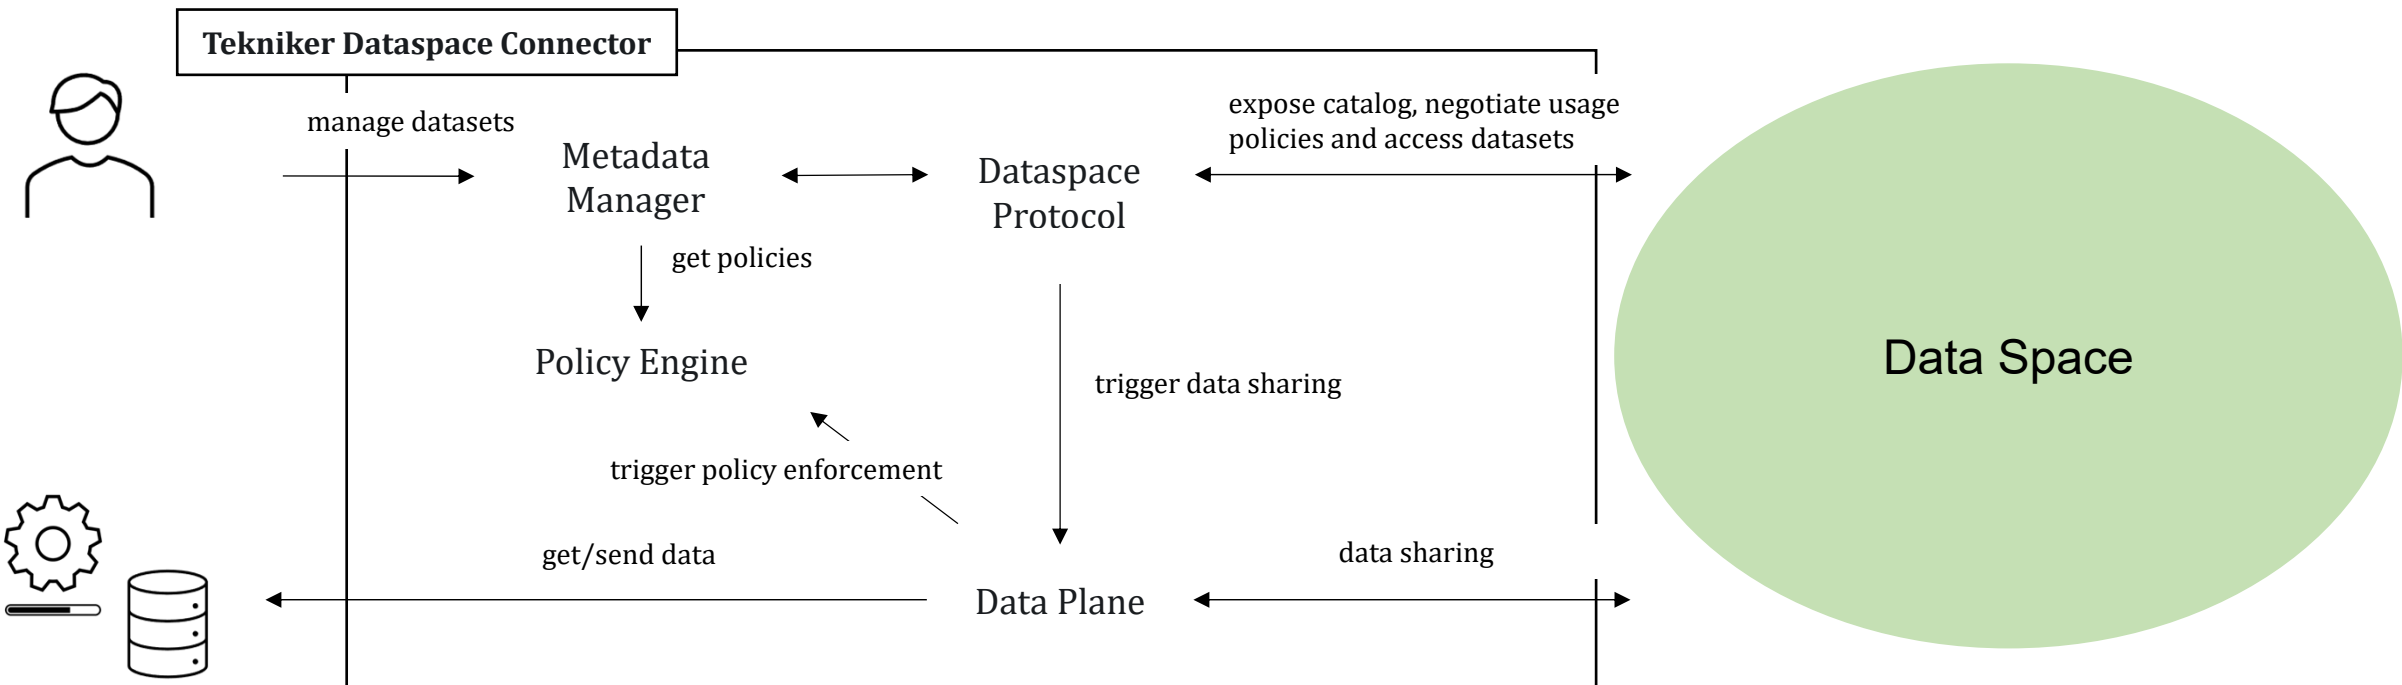 Tekniker Dataspace Connector
manage datasets
expose catalog, negotiate usage
policies and access datasets
Metadata
Manager
Dataspace
Protocol
get policies
Policy Engine
trigger data sharing
Data Space
trigger policy enforcement
get/send data
data sharing
Data Plane